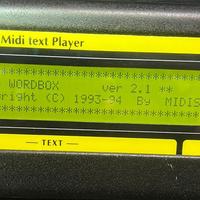 Midi text Player
********************
WORDBOX ver 2.1 **
right (C) 1993-94 By MIDIS
********************
— TEXT —